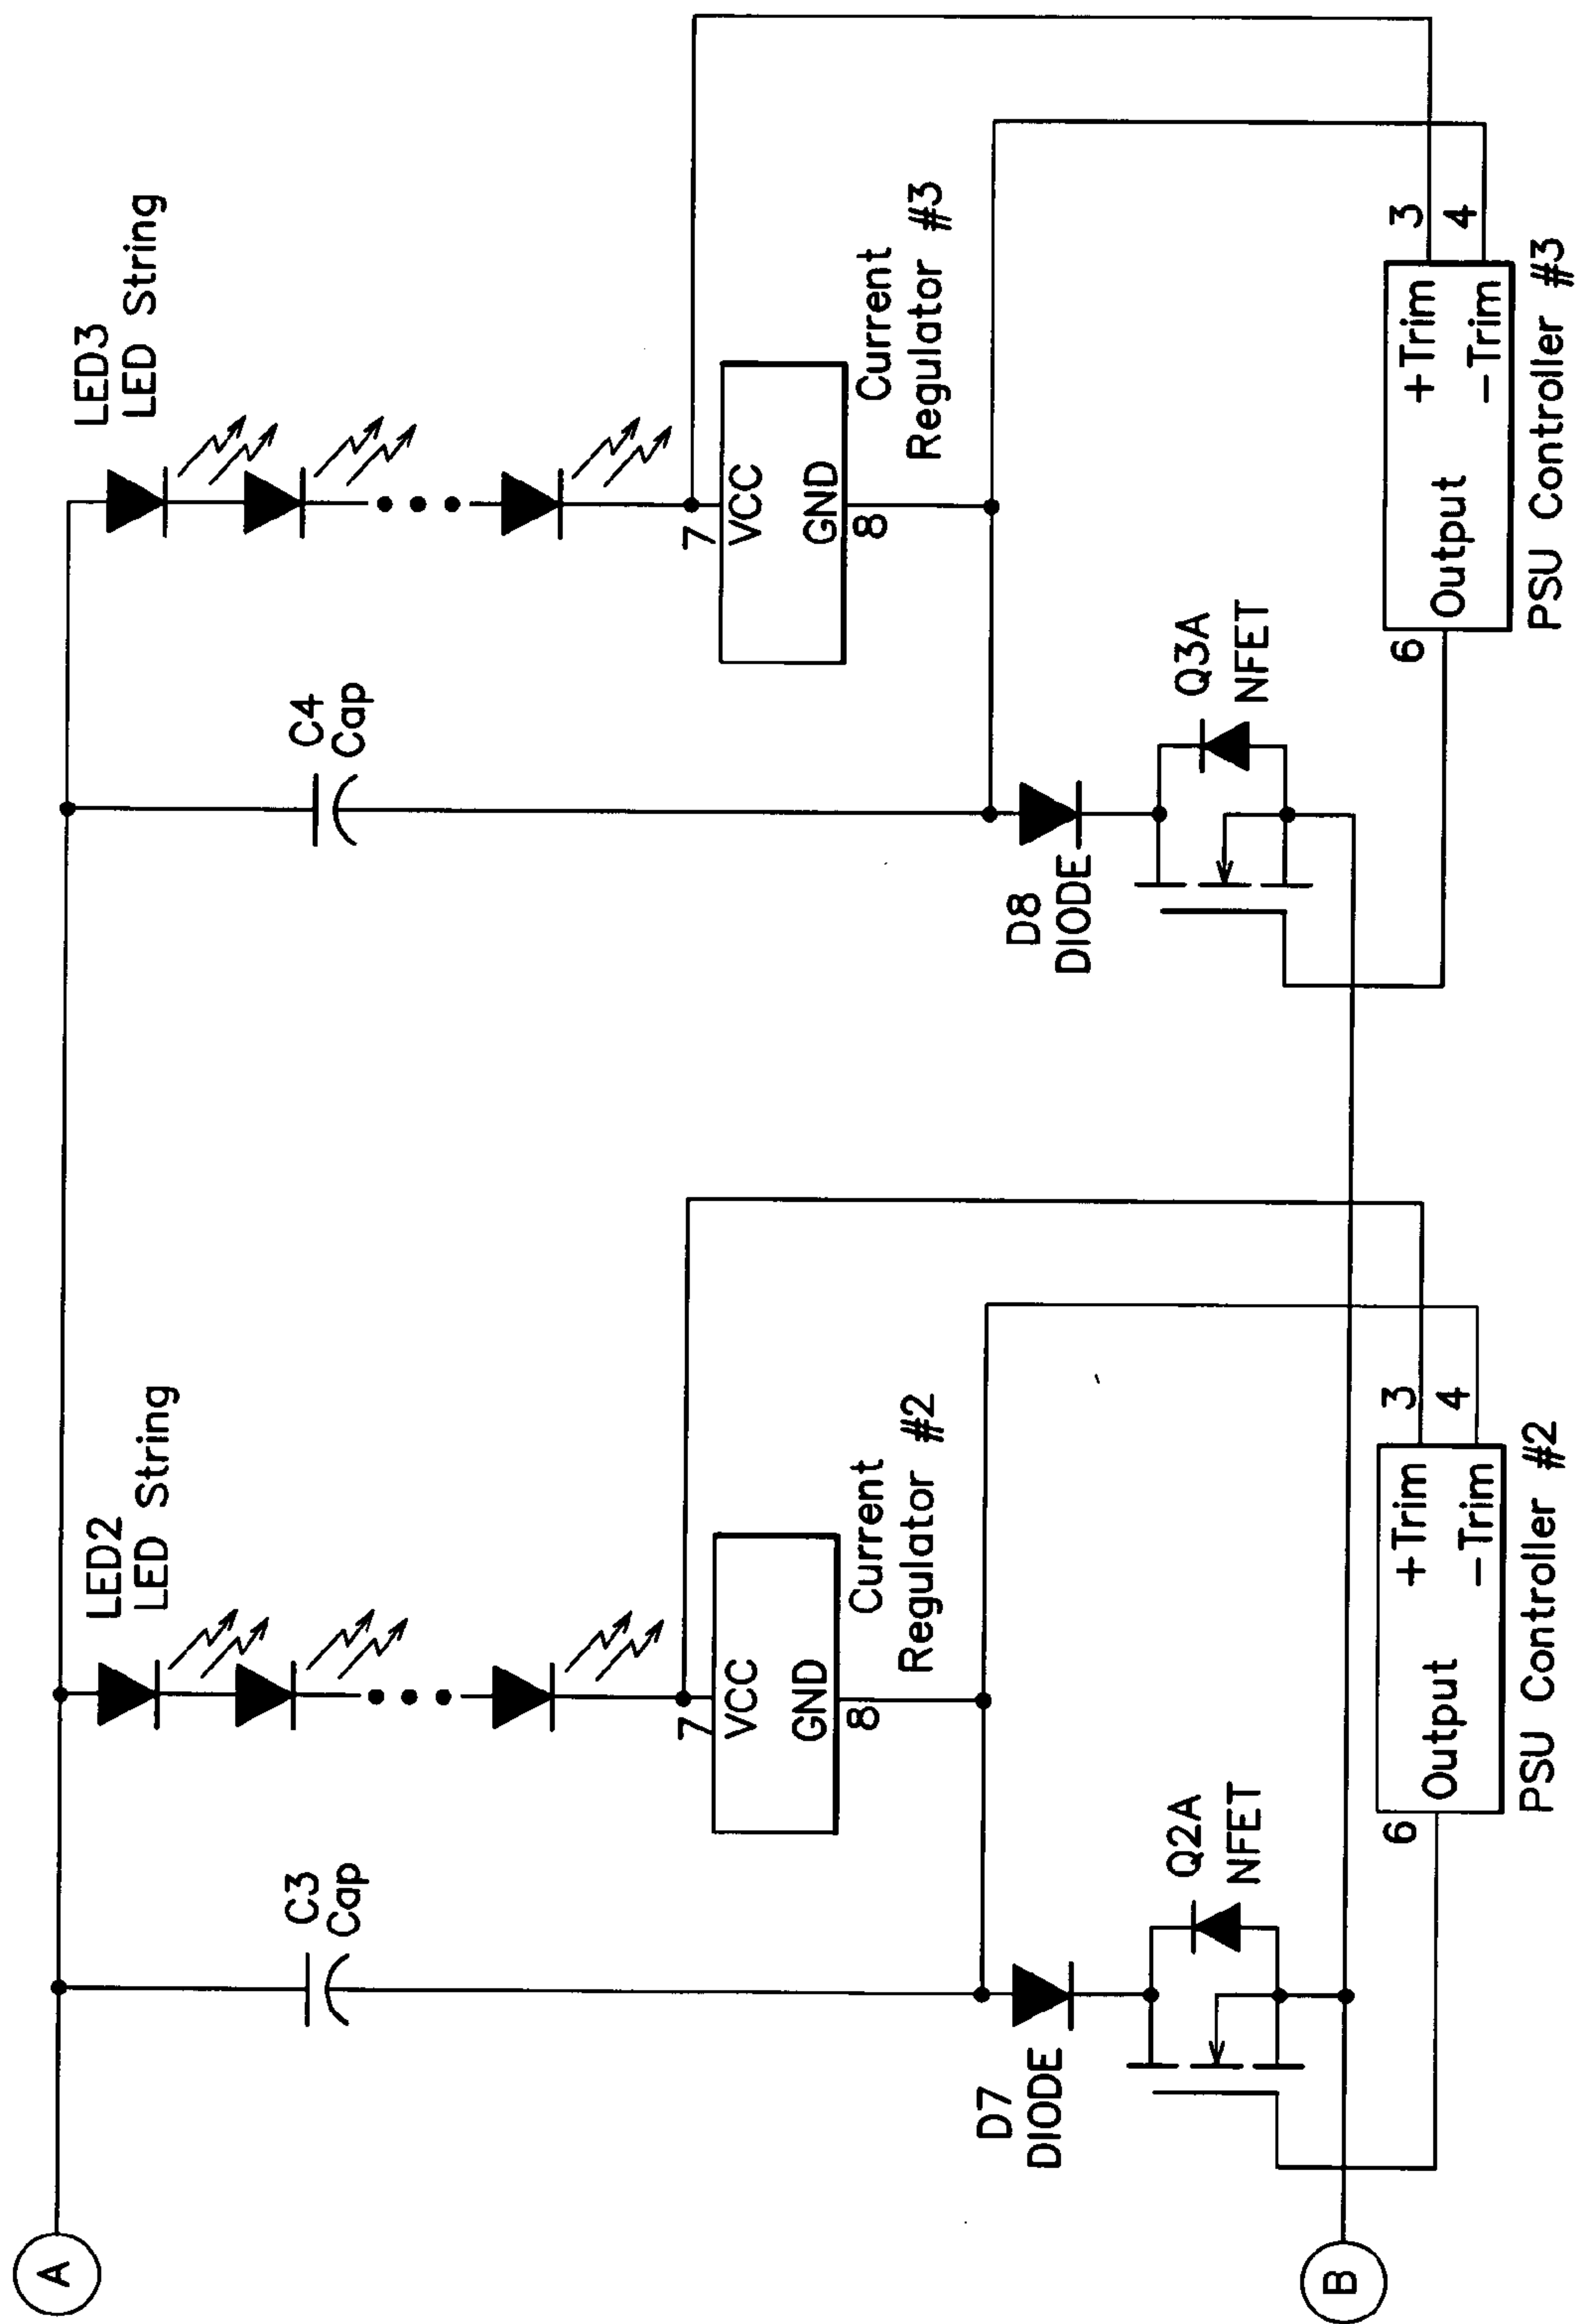 A
C3
Cap
LED2
LED String
7
VCC
GND
8
Current
Regulator #2
D7
DIODE
Q2A
NFET
6
Output
+Trim
-Trim
3
4
PSU Controller #2
B
C4
Cap
LED3
LED String
7
VCC
GND
8
Current
Regulator #3
D8
DIODE
Q3A
NFET
6
Output
+Trim
-Trim
3
4
PSU Controller #3